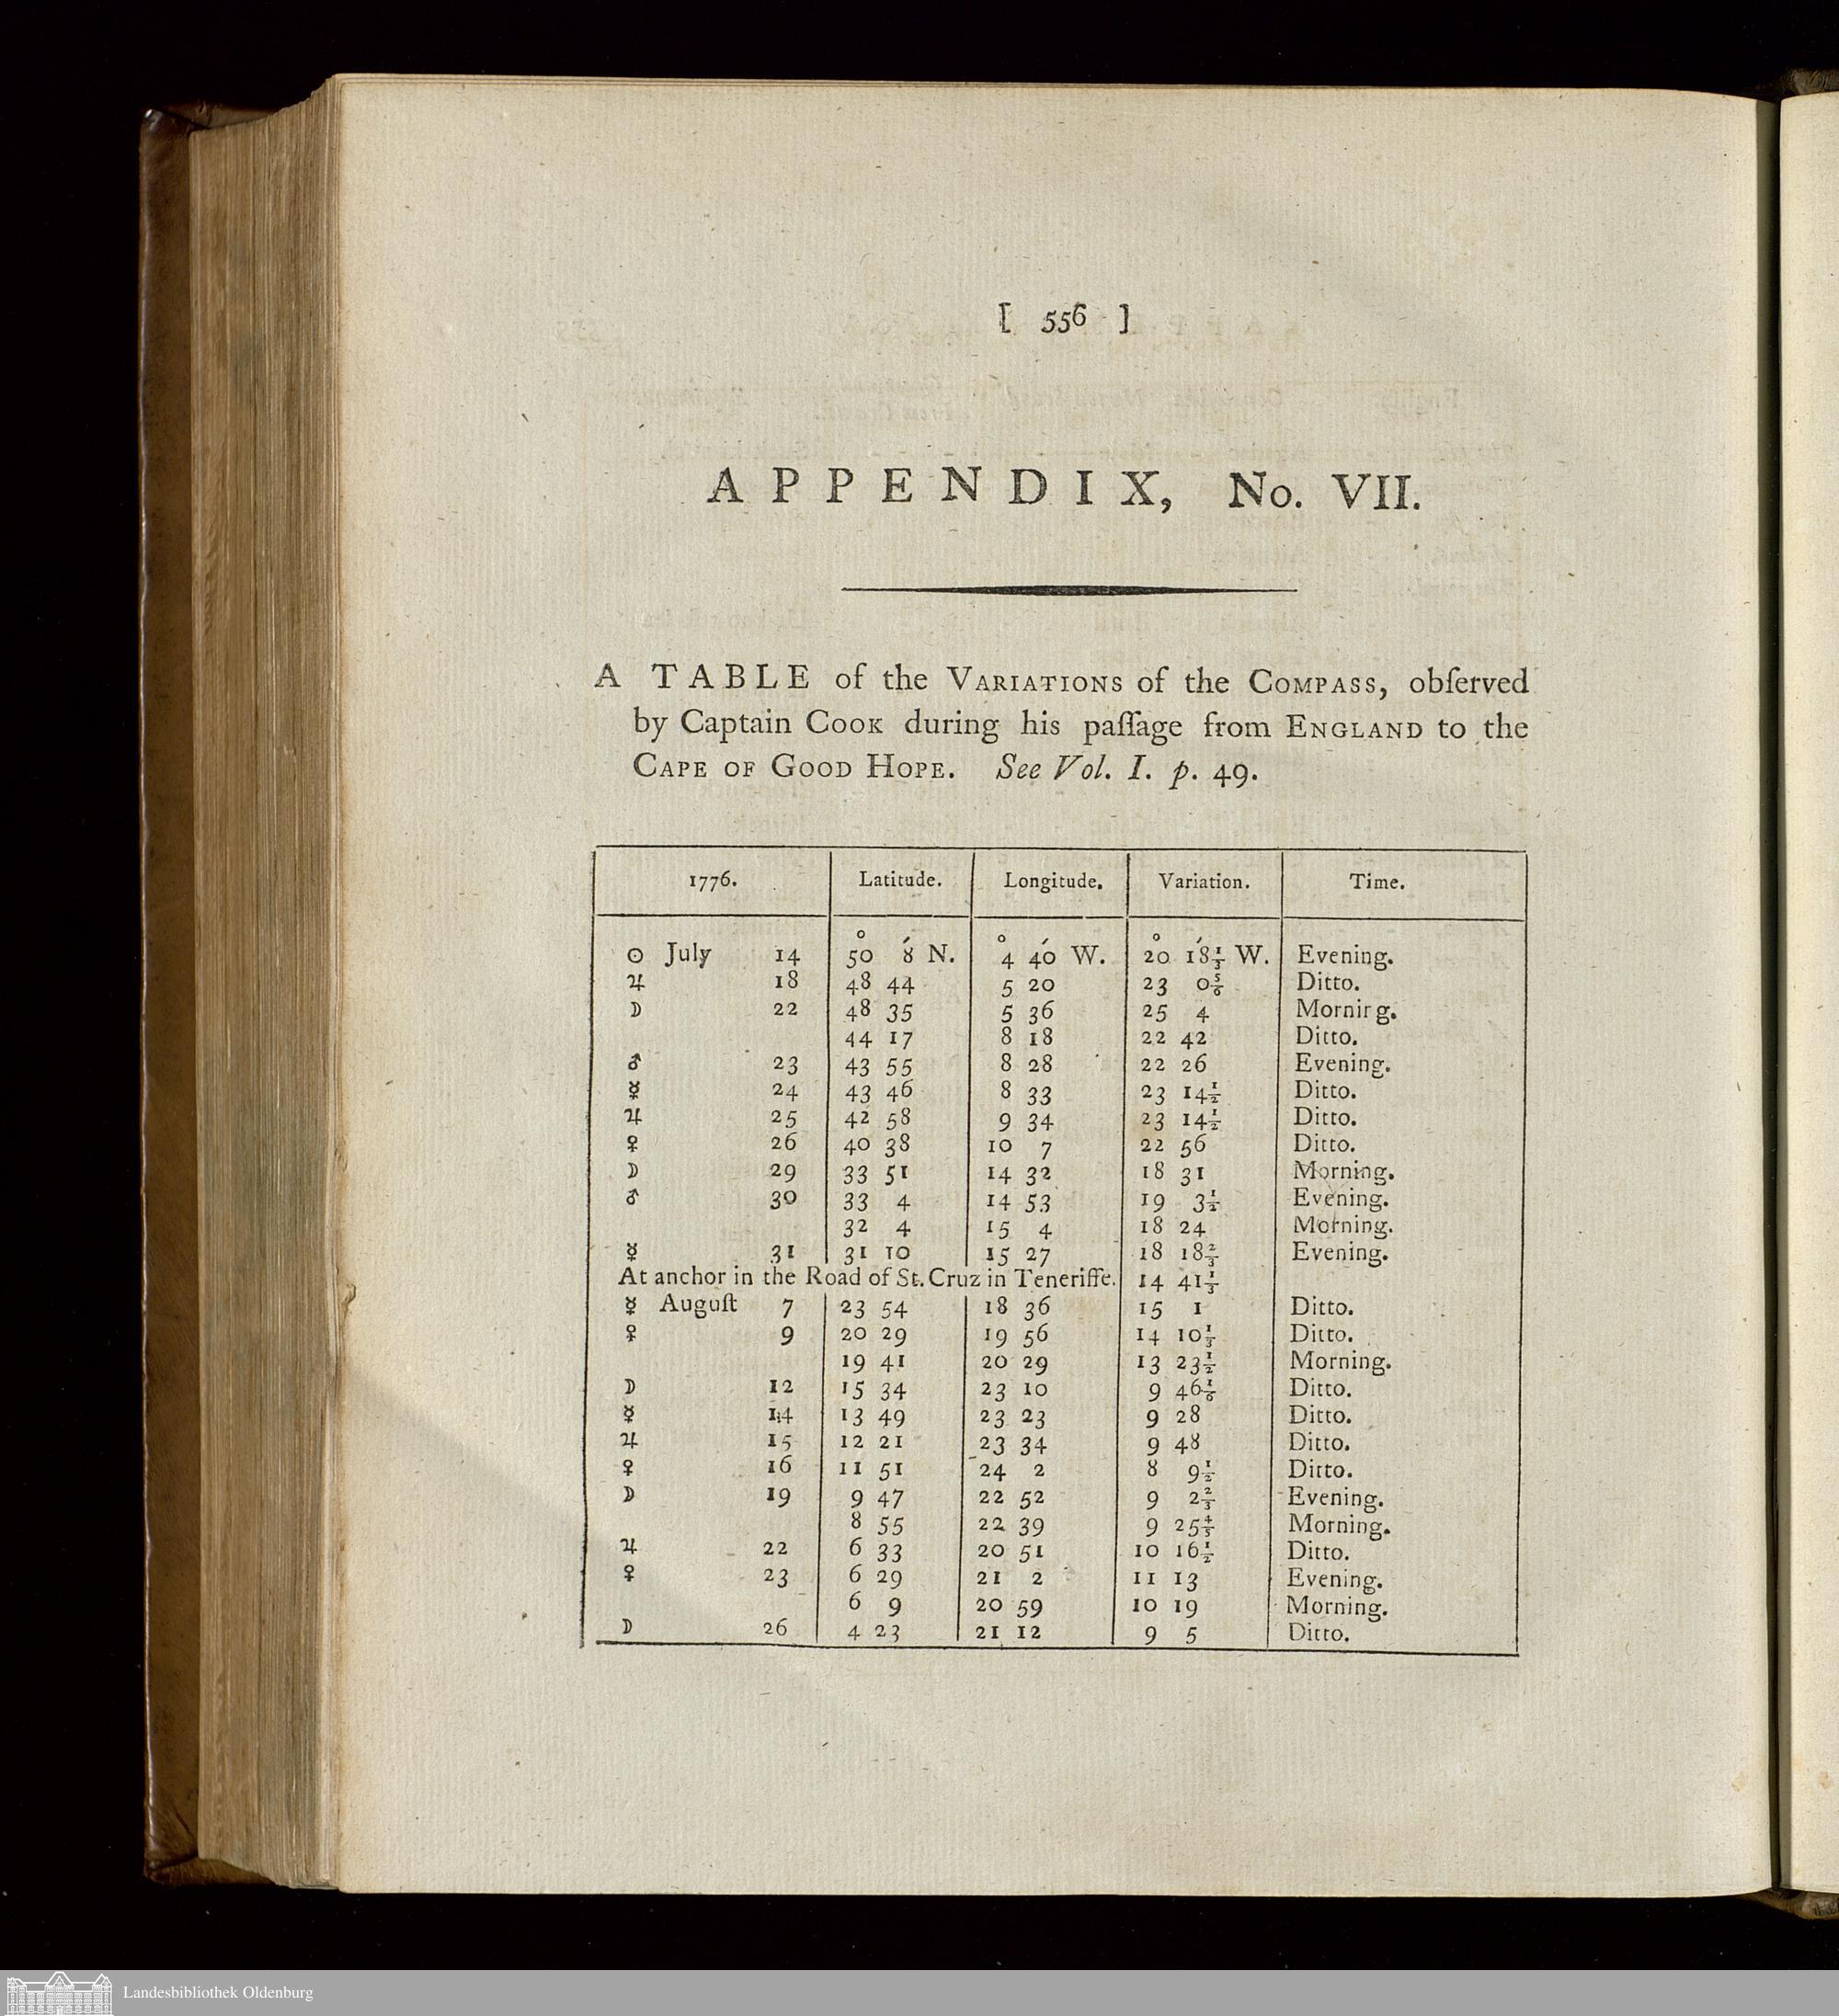 [ 556 ]
APPENDIX, No. VII.
A TABLE of the VARIATIONS of the COMPASS, obſerved
by Captain COOK during his paſſage from ENGLAND to the
CAPE OF GOOD HOPE. See Vol. I. p. 49.
1776. Latitude. Longitude. Variation. Time.
☉ July 14 50° 8′ N. 4° 40′ W. 20° 18⅓′ W. Evening.
♃ 18 48 44 5 20 23 0⅚ Ditto.
☽ 22 48 35 5 36 25 4 Mornirg.
44 17 8 18 22 42 Ditto.
♂ 23 43 55 8 28 22 26 Evening.
☿ 24 43 46 8 33 23 14½ Ditto.
♃ 25 42 58 9 34 23 14½ Ditto.
♀ 26 40 38 10 7 22 56 Ditto.
☽ 29 33 51 14 32 18 31 Morning.
♂ 30 33 4 14 53 19 3½ Evening.
32 4 15 4 18 24 Morning.
☿ 31 31 10 15 27 18 18⅔ Evening.
At anchor in the Road of St. Cruz in Teneriffe. 14 41⅓
☿ Auguſt 7 23 54 18 36 15 1 Ditto.
♀ 9 20 29 19 56 14 10⅓ Ditto.
19 41 20 29 13 23½ Morning.
☽ 12 15 34 23 10 9 46⅙ Ditto.
☿ 14 13 49 23 23 9 28 Ditto.
♃ 15 12 21 23 34 9 48 Ditto.
♀ 16 11 51 24 2 8 9½ Ditto.
☽ 19 9 47 22 52 9 2⅔ Evening.
8 55 22 39 9 25⅘ Morning.
♃ 22 6 33 20 51 10 16½ Ditto.
♀ 23 6 29 21 2 11 13 Evening.
6 9 20 59 10 19 Morning.
☽ 26 4 23 21 12 9 5 Ditto.
Landesbibliothek Oldenburg